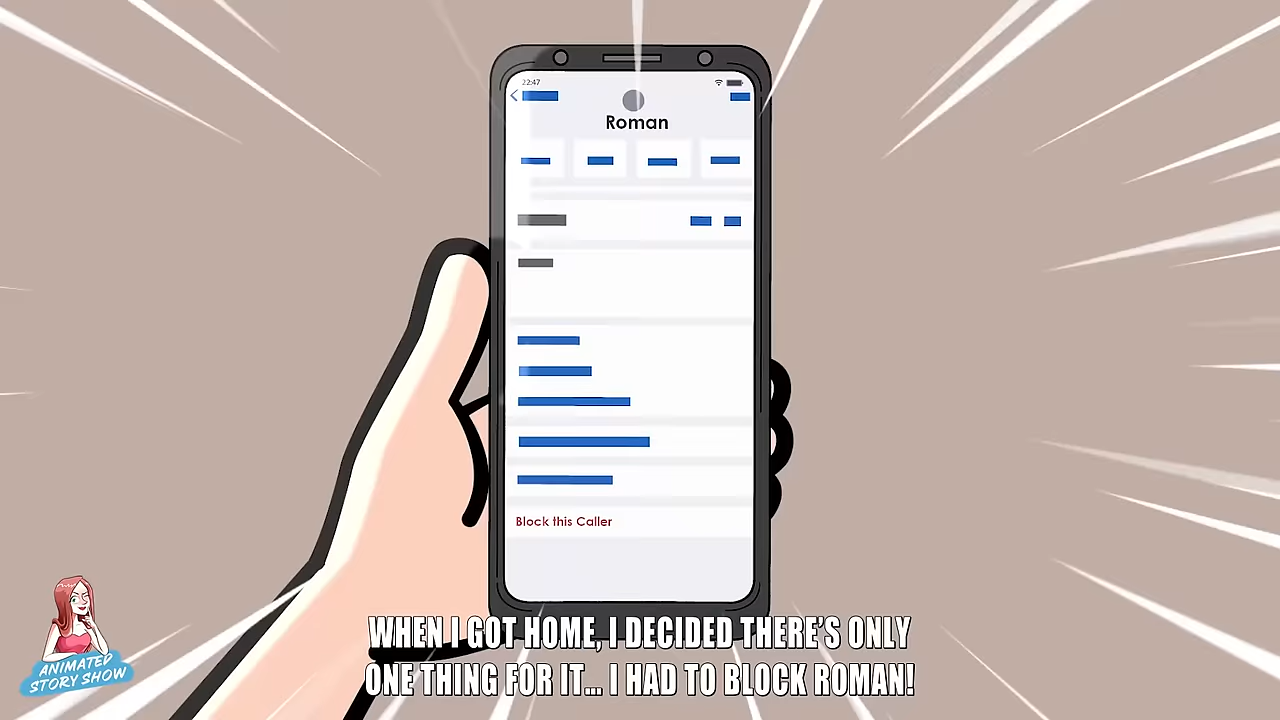 22:47
Roman
Block this Caller
WHEN I GOT HOME, I DECIDED THERE'S ONLY
ONE THING FOR IT... I HAD TO BLOCK ROMAN!
ANIMATED
STORY SHOW